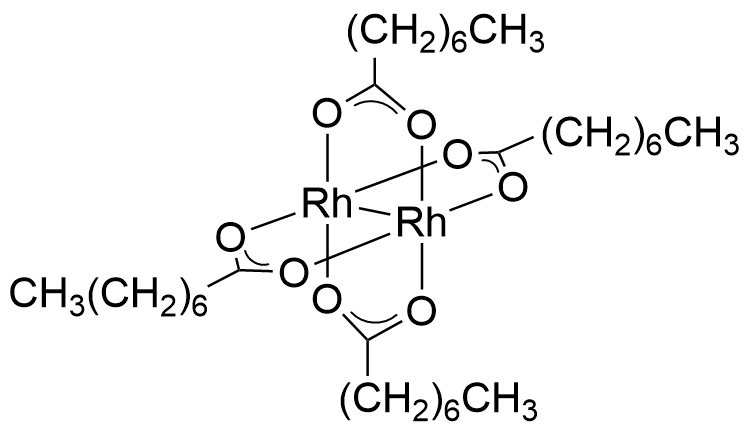 (CH₂)₆CH₃
O O
O (CH₂)₆CH₃
O
Rh Rh
O
O
CH₃(CH₂)₆
O O
(CH₂)₆CH₃